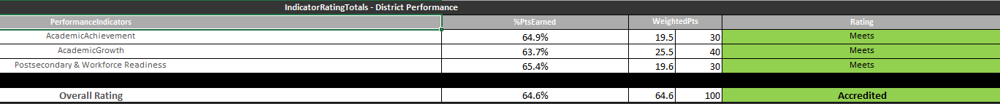 IndicatorRatingTotals - District Performance
PerformanceIndicators %PtsEarned WeightedPts Rating
AcademicAchievement 64.9% 19.5 30 Meets
AcademicGrowth 63.7% 25.5 40 Meets
Postsecondary & Workforce Readiness 65.4% 19.6 30 Meets
Overall Rating 64.6% 64.6 100 Accredited